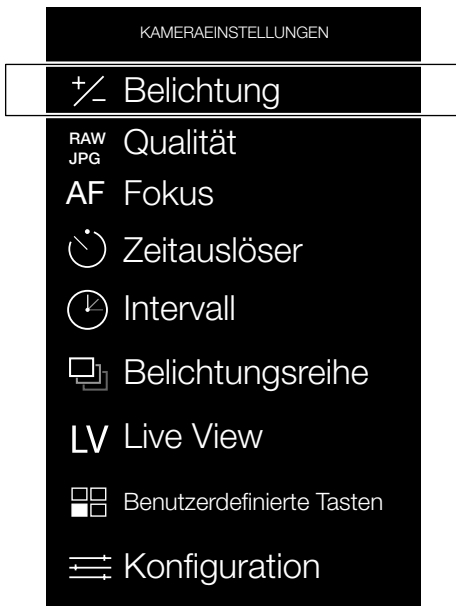 KAMERAEINSTELLUNGEN
+/- Belichtung
RAW JPG Qualität
AF Fokus
Zeitauslöser
Intervall
Belichtungsreihe
LV Live View
Benutzerdefinierte Tasten
Konfiguration